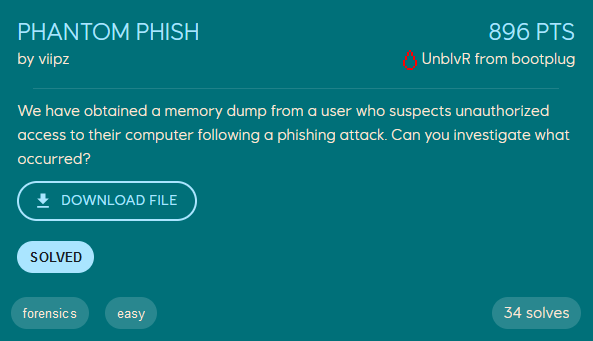 PHANTOM PHISH
896 PTS
by viipz
UnblvR from bootplug
We have obtained a memory dump from a user who suspects unauthorized
access to their computer following a phishing attack. Can you investigate what
occurred?
DOWNLOAD FILE
SOLVED
forensics
easy
34 solves